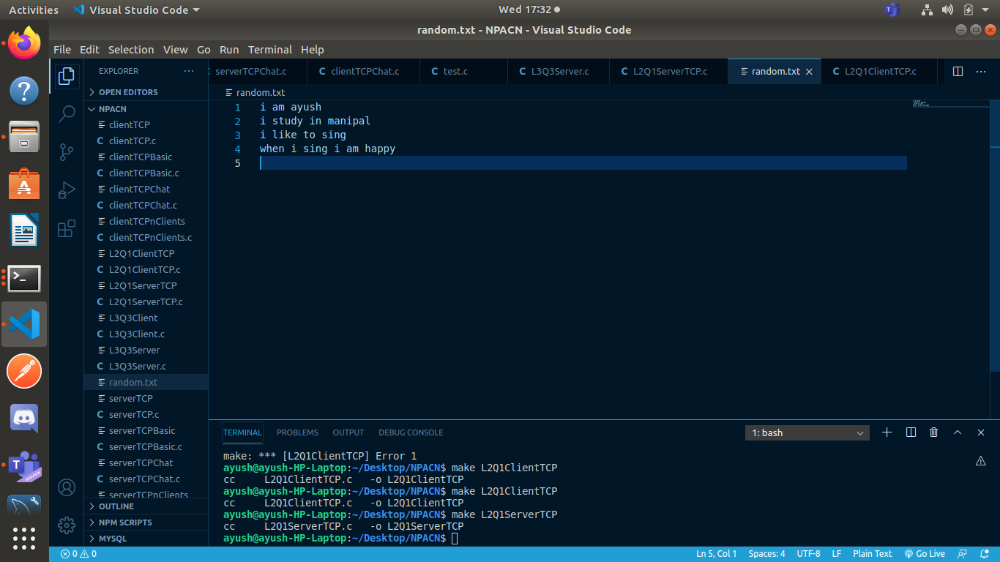 Activities
Visual Studio Code
Wed 17:32
random.txt - NPACN - Visual Studio Code
File Edit Selection View Go Run Terminal Help
EXPLORER
OPEN EDITORS
NPACN
clientTCP
clientTCP.c
clientTCPBasic
clientTCPBasic.c
clientTCPChat
clientTCPChat.c
clientTCPnClients
clientTCPnClients.c
L2Q1ClientTCP
L2Q1ClientTCP.c
L2Q1ServerTCP
L2Q1ServerTCP.c
L3Q3Client
L3Q3Client.c
L3Q3Server
L3Q3Server.c
random.txt
serverTCP
serverTCP.c
serverTCPBasic
serverTCPBasic.c
serverTCPChat
serverTCPChat.c
serverTCPnClients
OUTLINE
NPM SCRIPTS
MYSQL
serverTCPChat.c clientTCPChat.c test.c L3Q3Server.c L2Q1ServerTCP.c random.txt L2Q1ClientTCP.c
random.txt
1 i am ayush
2 i study in manipal
3 i like to sing
4 when i sing i am happy
5
TERMINAL PROBLEMS OUTPUT DEBUG CONSOLE
1: bash
make: *** [L2Q1ClientTCP] Error 1
ayush@ayush-HP-Laptop:~/Desktop/NPACN$ make L2Q1ClientTCP
cc L2Q1ClientTCP.c -o L2Q1ClientTCP
ayush@ayush-HP-Laptop:~/Desktop/NPACN$ make L2Q1ClientTCP
cc L2Q1ClientTCP.c -o L2Q1ClientTCP
ayush@ayush-HP-Laptop:~/Desktop/NPACN$ make L2Q1ServerTCP
cc L2Q1ServerTCP.c -o L2Q1ServerTCP
ayush@ayush-HP-Laptop:~/Desktop/NPACN$
0 0
Ln 5, Col 1 Spaces: 4 UTF-8 LF Plain Text Go Live